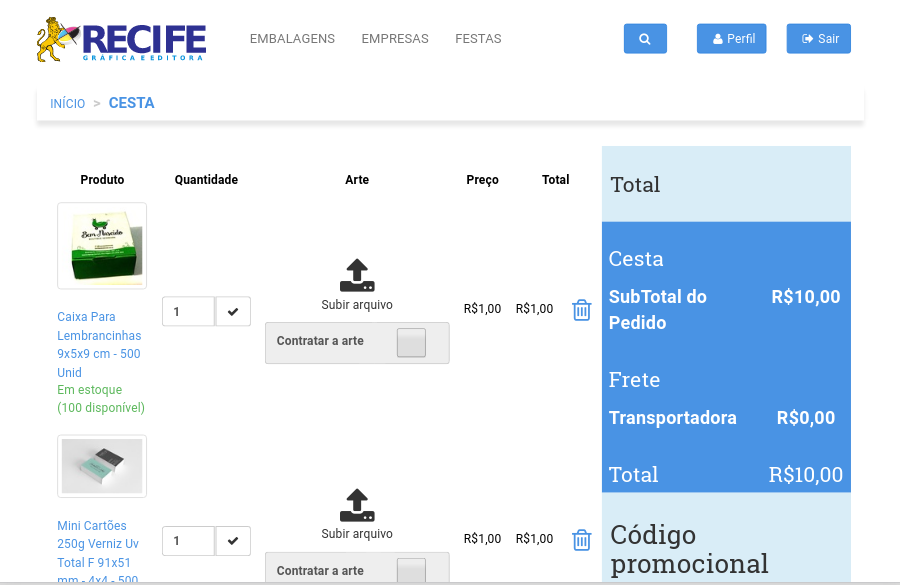 RECIFE
GRÁFICA E EDITORA
EMBALAGENS EMPRESAS FESTAS
Perfil
Sair
INÍCIO > CESTA
Produto Quantidade Arte Preço Total
Bem Nascido
1
Subir arquivo
Contratar a arte
R$1,00 R$1,00
Caixa Para
Lembrancinhas
9x5x9 cm - 500
Unid
Em estoque
(100 disponível)
1
Subir arquivo
Contratar a arte
R$1,00 R$1,00
Mini Cartões
250g Verniz Uv
Total F 91x51
mm - 4x4 - 500
Total
Cesta
SubTotal do R$10,00
Pedido
Frete
Transportadora R$0,00
Total R$10,00
Código
promocional